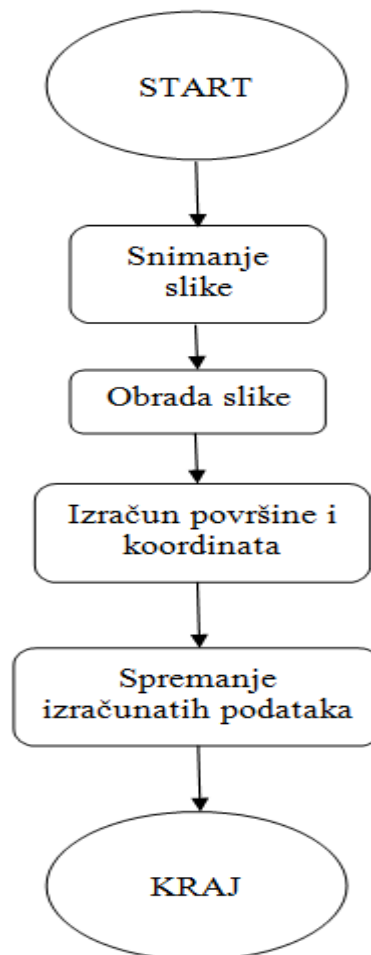 START
Snimanje
slike
Obrada slike
Izračun površine i
koordinata
Spremanje
izračunatih podataka
KRAJ